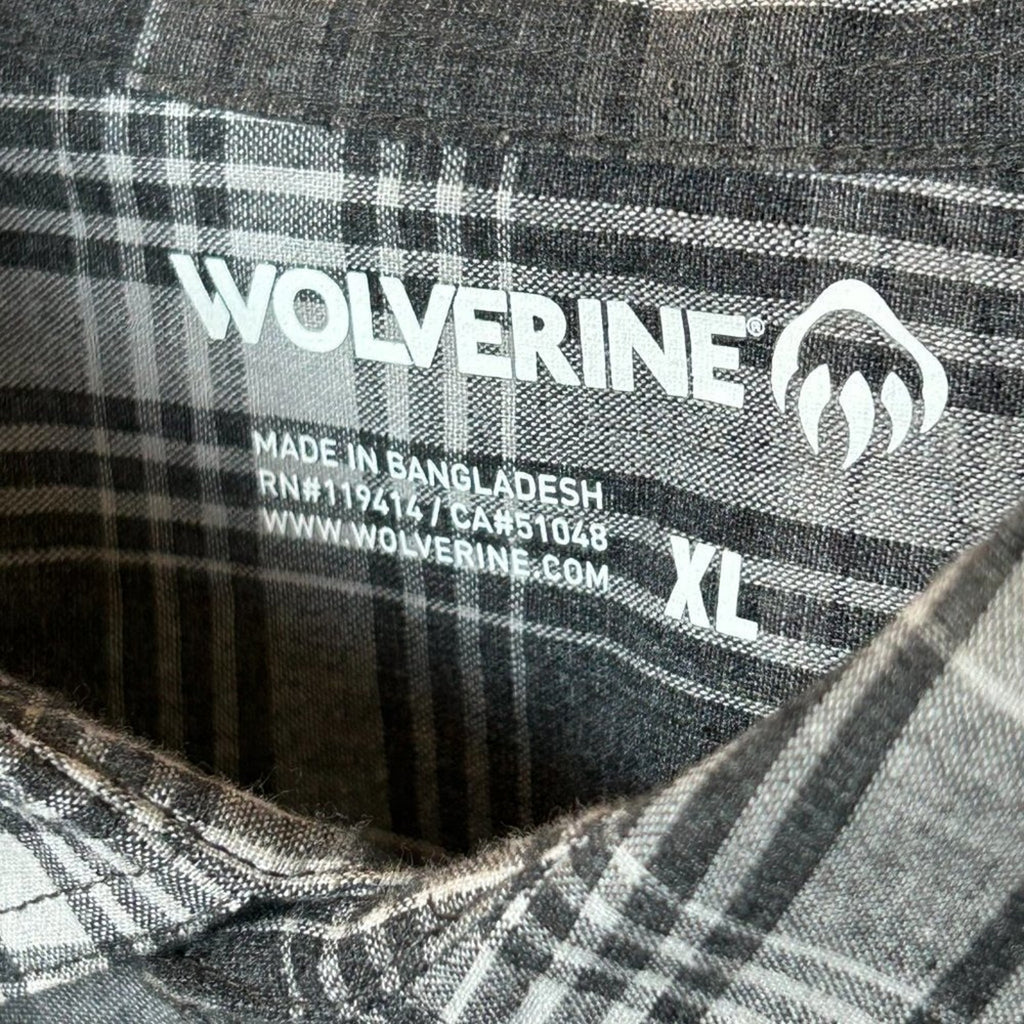 WOLVERINE®
MADE IN BANGLADESH
RN#119414 / CA#51048
WWW.WOLVERINE.COM
XL